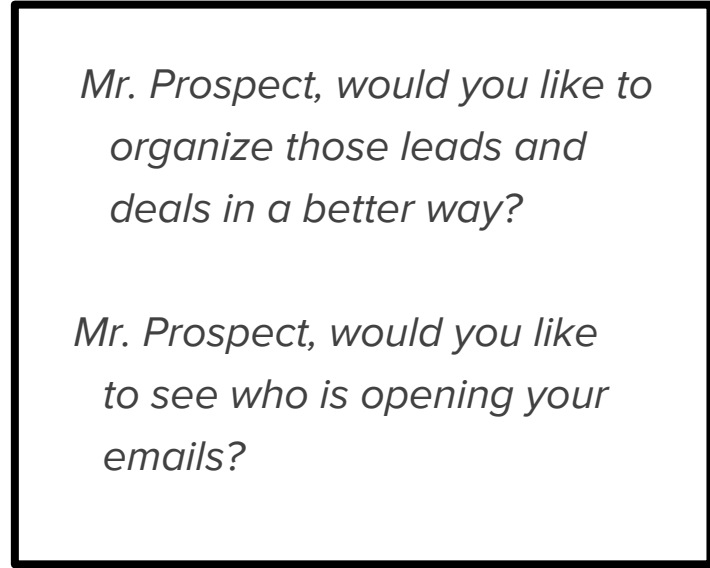 Mr. Prospect, would you like to
organize those leads and
deals in a better way?
Mr. Prospect, would you like
to see who is opening your
emails?